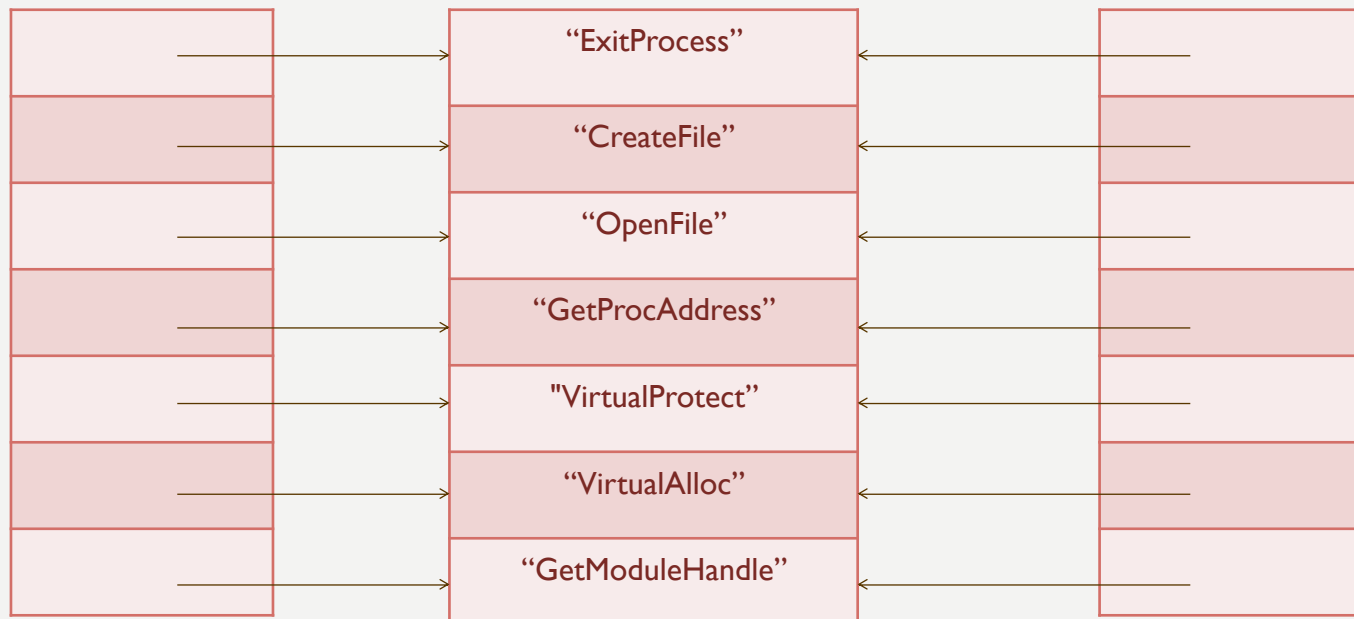 “ExitProcess”
“CreateFile”
“OpenFile”
“GetProcAddress”
"VirtualProtect”
“VirtualAlloc”
“GetModuleHandle”